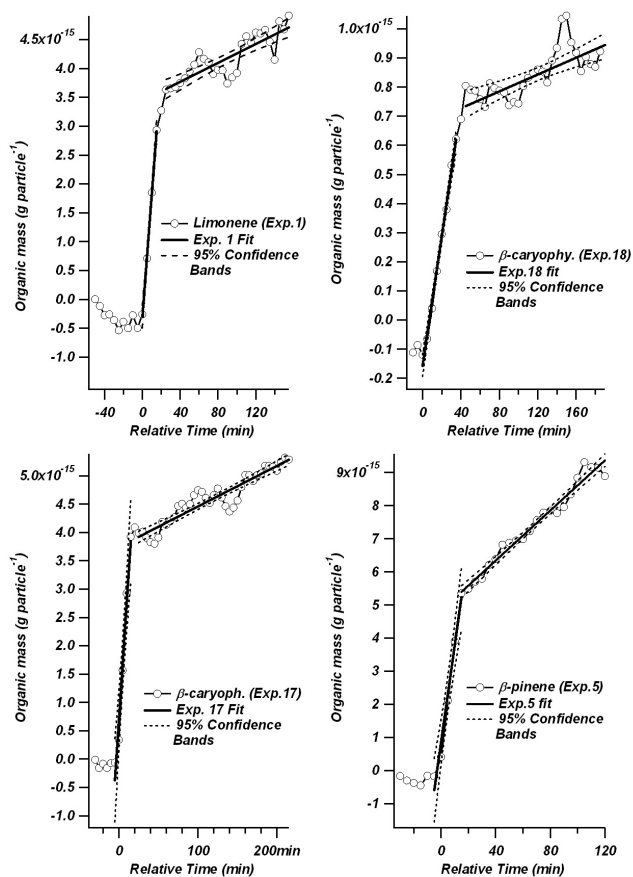 4.5x10-15
4.0
3.5
3.0
2.5
2.0
1.5
1.0
0.5
0.0
-0.5
-1.0
Organic mass (g particle-1)
Limonene (Exp.1)
Exp. 1 Fit
95% Confidence
Bands
-40 0 40 80 120
Relative Time (min)
1.0x10-15
0.9
0.8
0.7
0.6
0.5
0.4
0.3
0.2
0.1
0.0
-0.1
-0.2
Organic mass (g particle-1)
β-caryophy. (Exp.18)
Exp.18 fit
95% Confidence
Bands
0 40 80 120 160
Relative Time (min)
5.0x10-15
4.5
4.0
3.5
3.0
2.5
2.0
1.5
1.0
0.5
0.0
-0.5
-1.0
Organic mass (g particle-1)
β-caryoph. (Exp.17)
Exp. 17 Fit
95% Confidence
Bands
0 100 200min
Relative Time (min)
9x10-15
8
7
6
5
4
3
2
1
0
-1
Organic mass (g particle-1)
β-pinene (Exp.5)
Exp.5 fit
95% Confidence
Bands
0 40 80 120
Relative Time (min)